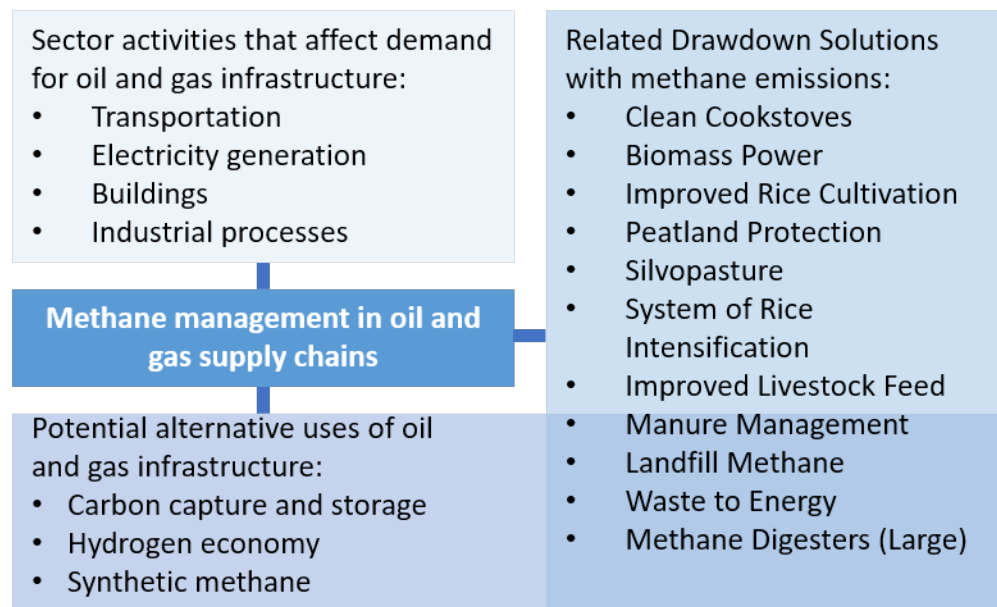 Sector activities that affect demand
for oil and gas infrastructure:
• Transportation
• Electricity generation
• Buildings
• Industrial processes
Methane management in oil and
gas supply chains
Potential alternative uses of oil
and gas infrastructure:
• Carbon capture and storage
• Hydrogen economy
• Synthetic methane
Related Drawdown Solutions
with methane emissions:
• Clean Cookstoves
• Biomass Power
• Improved Rice Cultivation
• Peatland Protection
• Silvopasture
• System of Rice
Intensification
• Improved Livestock Feed
• Manure Management
• Landfill Methane
• Waste to Energy
• Methane Digesters (Large)